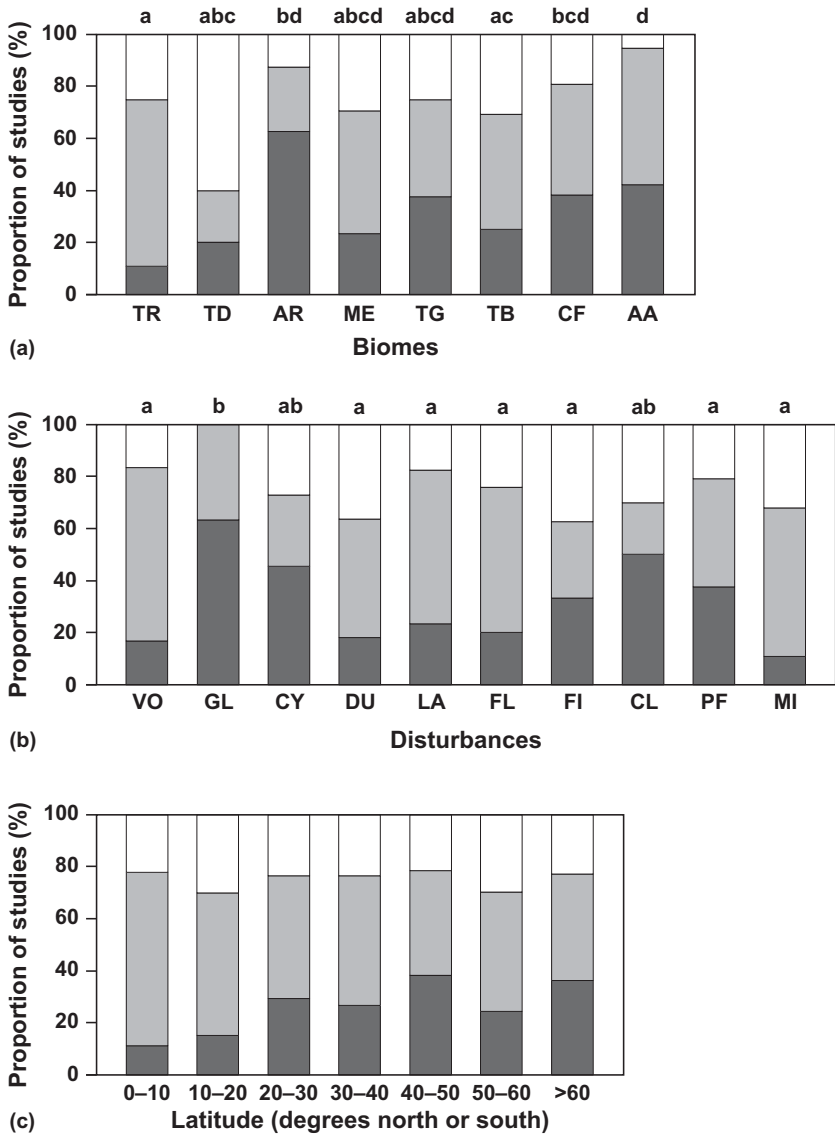 a abc bd abcd abcd ac bcd d
Proportion of studies (%)
100
80
60
40
20
0
TR TD AR ME TG TB CF AA
(a) Biomes
a b ab a a a a ab a a
Proportion of studies (%)
100
80
60
40
20
0
VO GL CY DU LA FL FI CL PF MI
(b) Disturbances
Proportion of studies (%)
100
80
60
40
20
0
0–10 10–20 20–30 30–40 40–50 50–60 >60
(c) Latitude (degrees north or south)